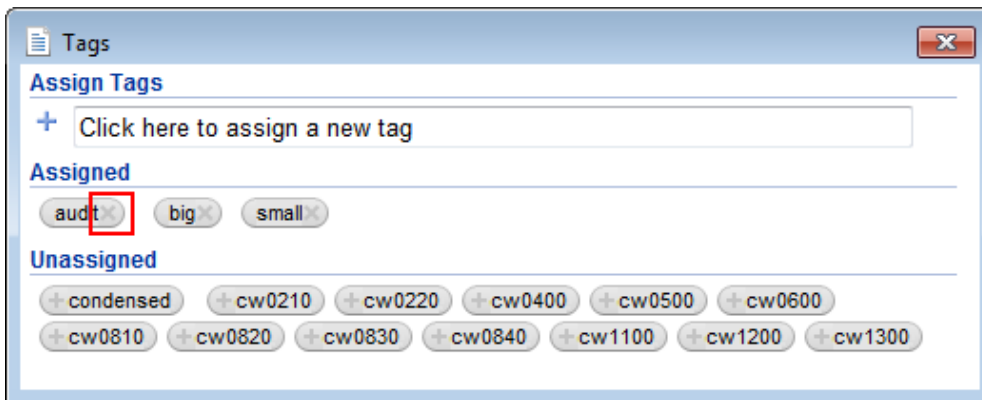 Tags
Assign Tags
Click here to assign a new tag
Assigned
audit big small
Unassigned
condensed cw0210 cw0220 cw0400 cw0500 cw0600
cw0810 cw0820 cw0830 cw0840 cw1100 cw1200 cw1300